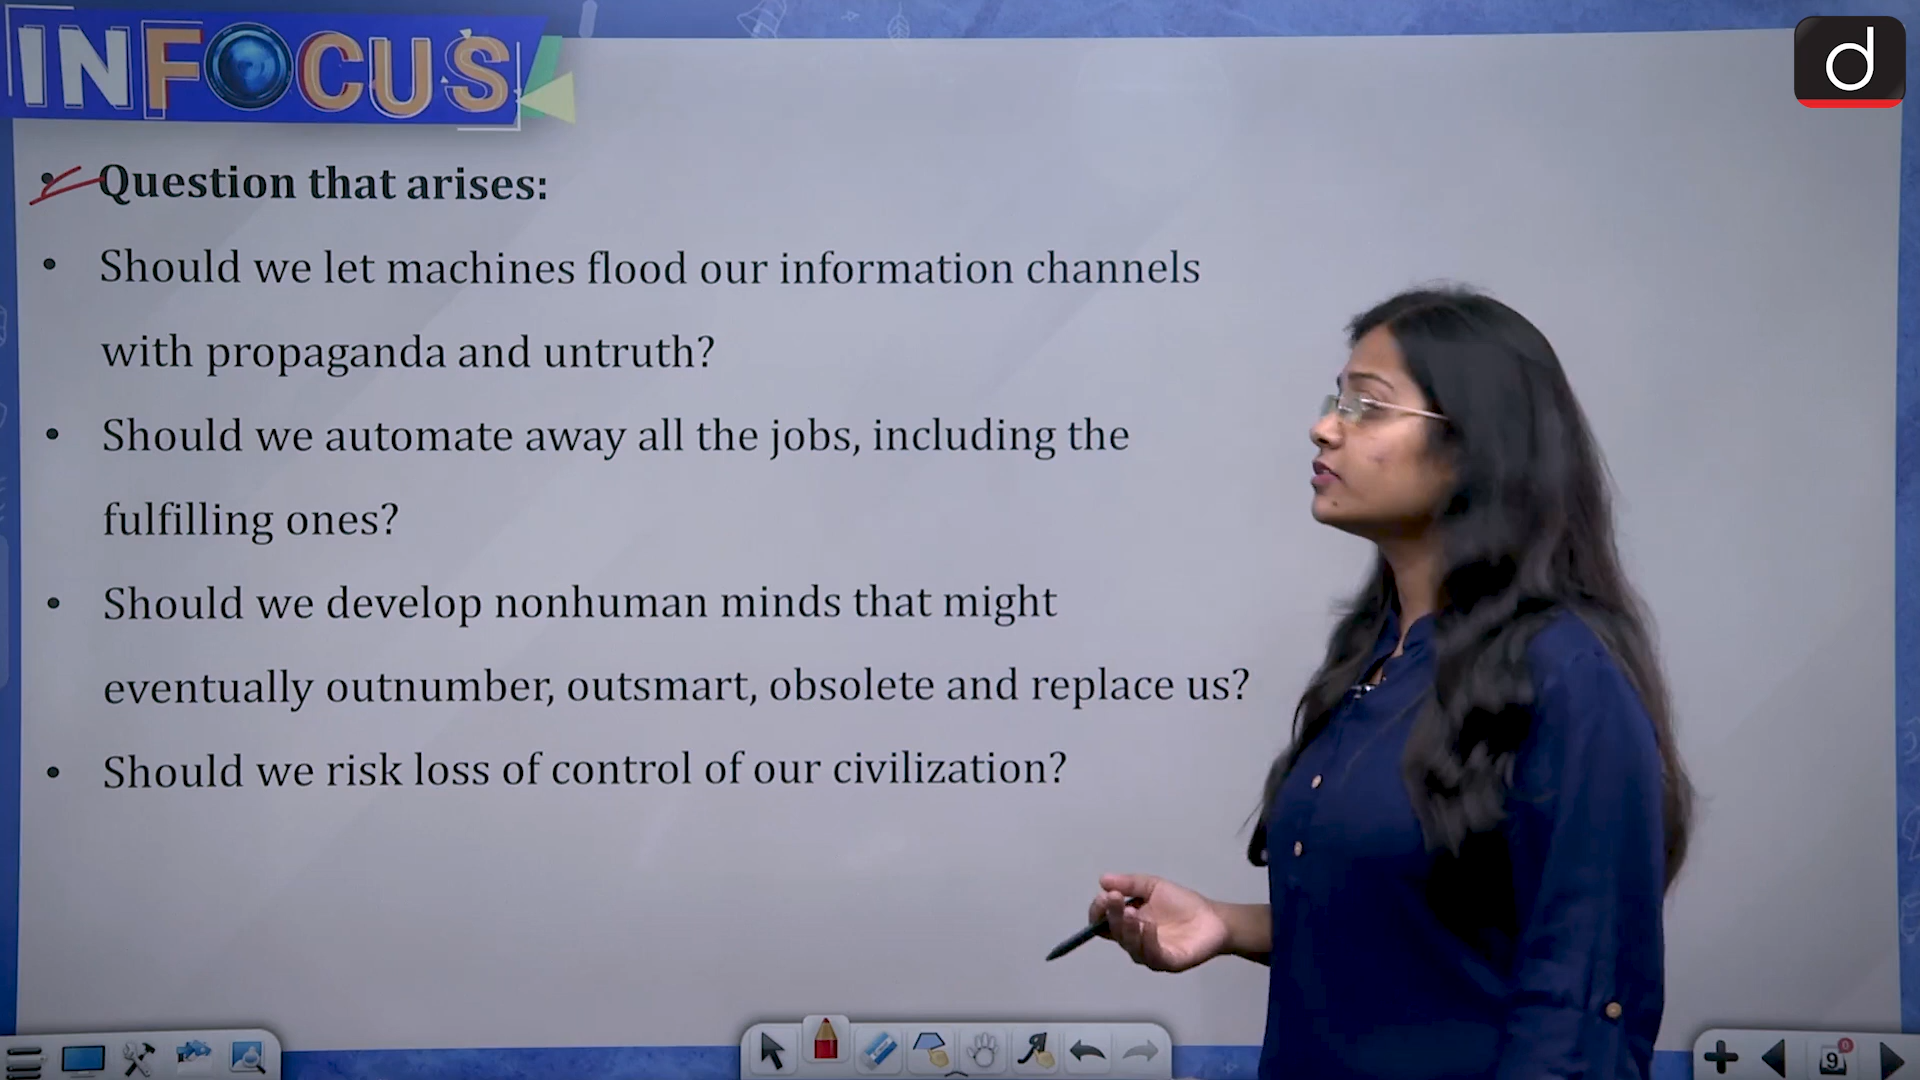 INFOCUS
d
• Question that arises:
• Should we let machines flood our information channels
with propaganda and untruth?
• Should we automate away all the jobs, including the
fulfilling ones?
• Should we develop nonhuman minds that might
eventually outnumber, outsmart, obsolete and replace us?
• Should we risk loss of control of our civilization?
9
0